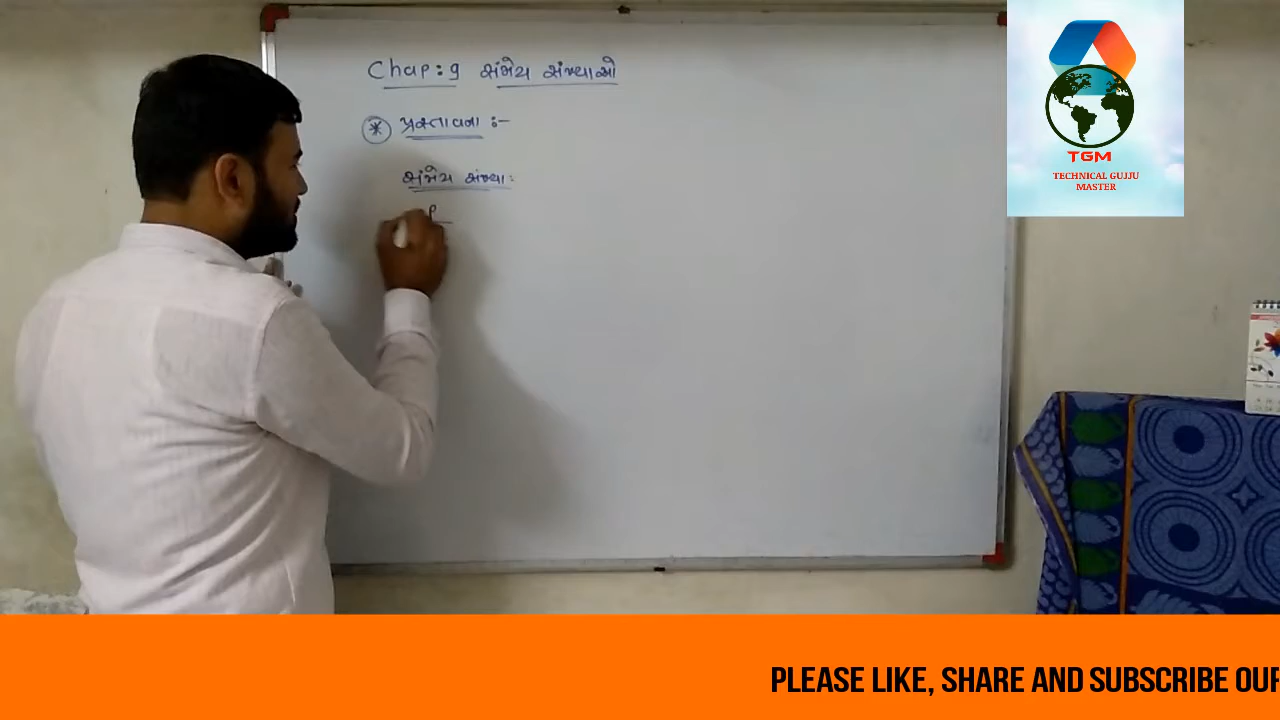 Chap: 9 સંમેય સંખ્યાઓ
* પ્રસ્તાવના :-
સંમેય સંખ્યા:
P
TGM
TECHNICAL GUJJU
MASTER
PLEASE LIKE, SHARE AND SUBSCRIBE OUR